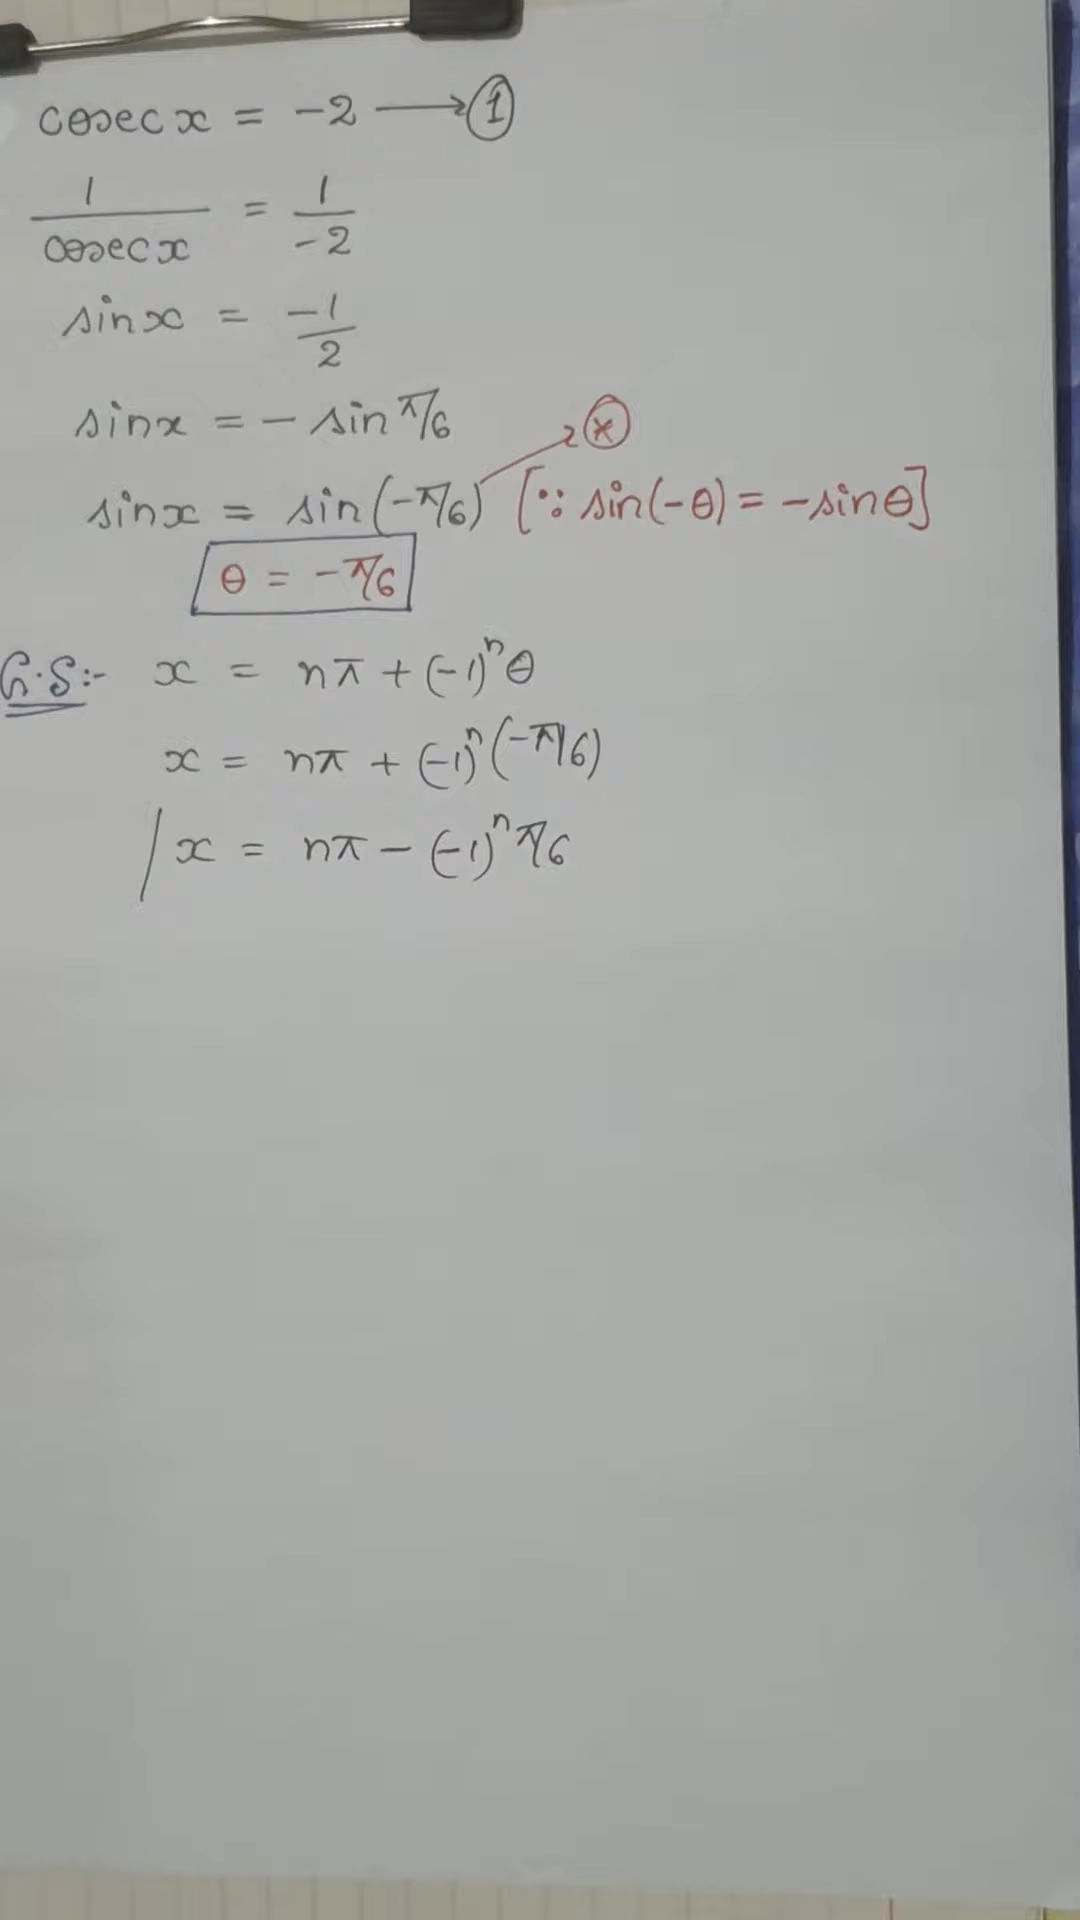 cosec x = -2 → ①
1/cosec x = 1/-2
sin x = -1/2
sin x = - sin π/6
sin x = sin(-π/6) → ⊛ [∵ sin(-θ) = -sin θ]
θ = -π/6
G.S:- x = nπ + (-1)ⁿ θ
x = nπ + (-1)ⁿ (-π/6)
x = nπ - (-1)ⁿ π/6